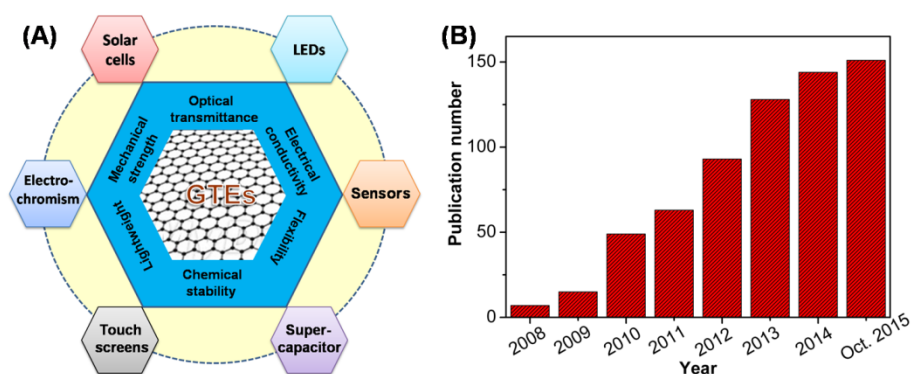 (A)
Solar
cells
LEDs
Optical
transmittance
Mechanical
strength
Electrical
conductivity
Electro-
chromism
GTEs
Sensors
Lightweight
Flexibility
Chemical
stability
Touch
screens
Super-
capacitor
(B)
Publication number
150
100
50
0
2008
2009
2010
2011
2012
2013
2014
Oct. 2015
Year